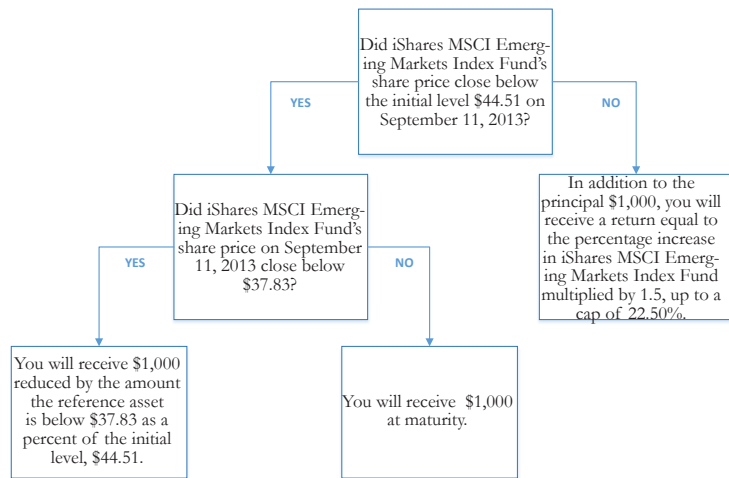 Did iShares MSCI Emerg-
ing Markets Index Fund's
share price close below
the initial level $44.51 on
September 11, 2013?
YES
NO
Did iShares MSCI Emerg-
ing Markets Index Fund's
share price on September
11, 2013 close below
$37.83?
In addition to the
principal $1,000, you will
receive a return equal to
the percentage increase
in iShares MSCI Emerg-
ing Markets Index Fund
multiplied by 1.5, up to a
cap of 22.50%.
YES
NO
You will receive $1,000
reduced by the amount
the reference asset
is below $37.83 as a
percent of the initial
level, $44.51.
You will receive $1,000
at maturity.